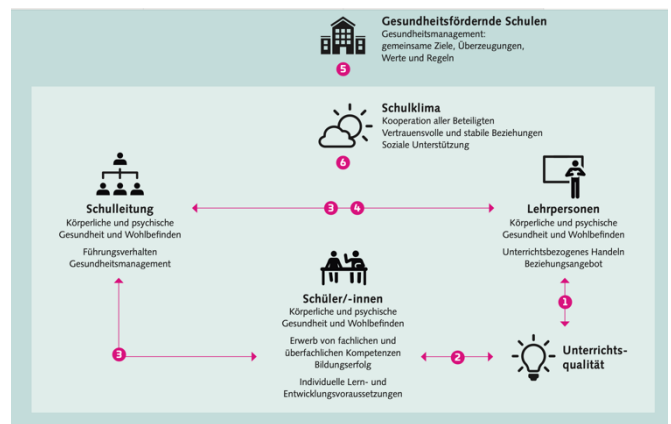 Gesundheitsfördernde Schulen
Gesundheitsmanagement:
gemeinsame Ziele, Überzeugungen,
Werte und Regeln
5
Schulklima
Kooperation aller Beteiligten
Vertrauensvolle und stabile Beziehungen
Soziale Unterstützung
6
Schulleitung
Körperliche und psychische
Gesundheit und Wohlbefinden
Führungsverhalten
Gesundheitsmanagement
3 4
Lehrpersonen
Körperliche und psychische
Gesundheit und Wohlbefinden
Unterrichtsbezogenes Handeln
Beziehungsangebot
1
Schüler/-innen
Körperliche und psychische
Gesundheit und Wohlbefinden
Erwerb von fachlichen und
überfachlichen Kompetenzen
Bildungserfolg
Individuelle Lern- und
Entwicklungsvoraussetzungen
3
2
Unterrichts-
qualität